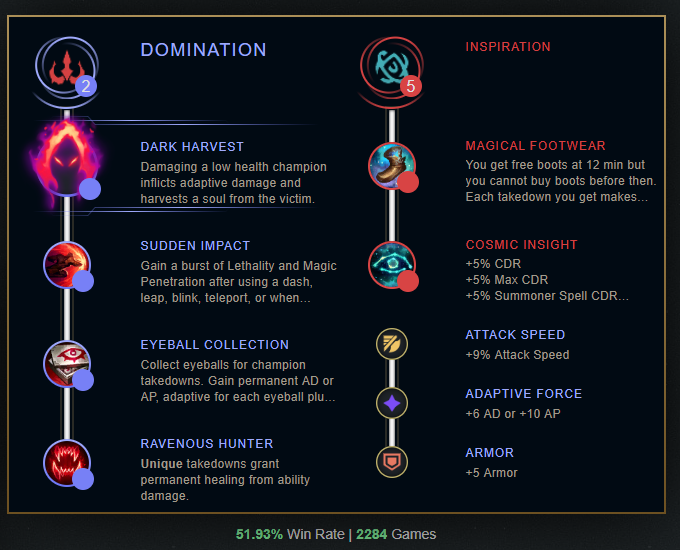 DOMINATION
2
DARK HARVEST
Damaging a low health champion
inflicts adaptive damage and
harvests a soul from the victim.
SUDDEN IMPACT
Gain a burst of Lethality and Magic
Penetration after using a dash,
leap, blink, teleport, or when...
EYEBALL COLLECTION
Collect eyeballs for champion
takedowns. Gain permanent AD or
AP, adaptive for each eyeball plu...
RAVENOUS HUNTER
Unique takedowns grant
permanent healing from ability
damage.
INSPIRATION
5
MAGICAL FOOTWEAR
You get free boots at 12 min but
you cannot buy boots before then.
Each takedown you get makes...
COSMIC INSIGHT
+5% CDR
+5% Max CDR
+5% Summoner Spell CDR...
ATTACK SPEED
+9% Attack Speed
ADAPTIVE FORCE
+6 AD or +10 AP
ARMOR
+5 Armor
51.93% Win Rate | 2284 Games